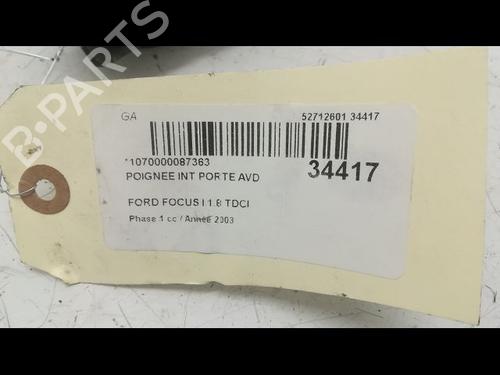 GA
52712601 34417
*1070000087363
34417
POIGNEE INT PORTE AVD
FORD FOCUS I 1.8 TDCI
Phase 1 cc / Année 2003
B-PARTS